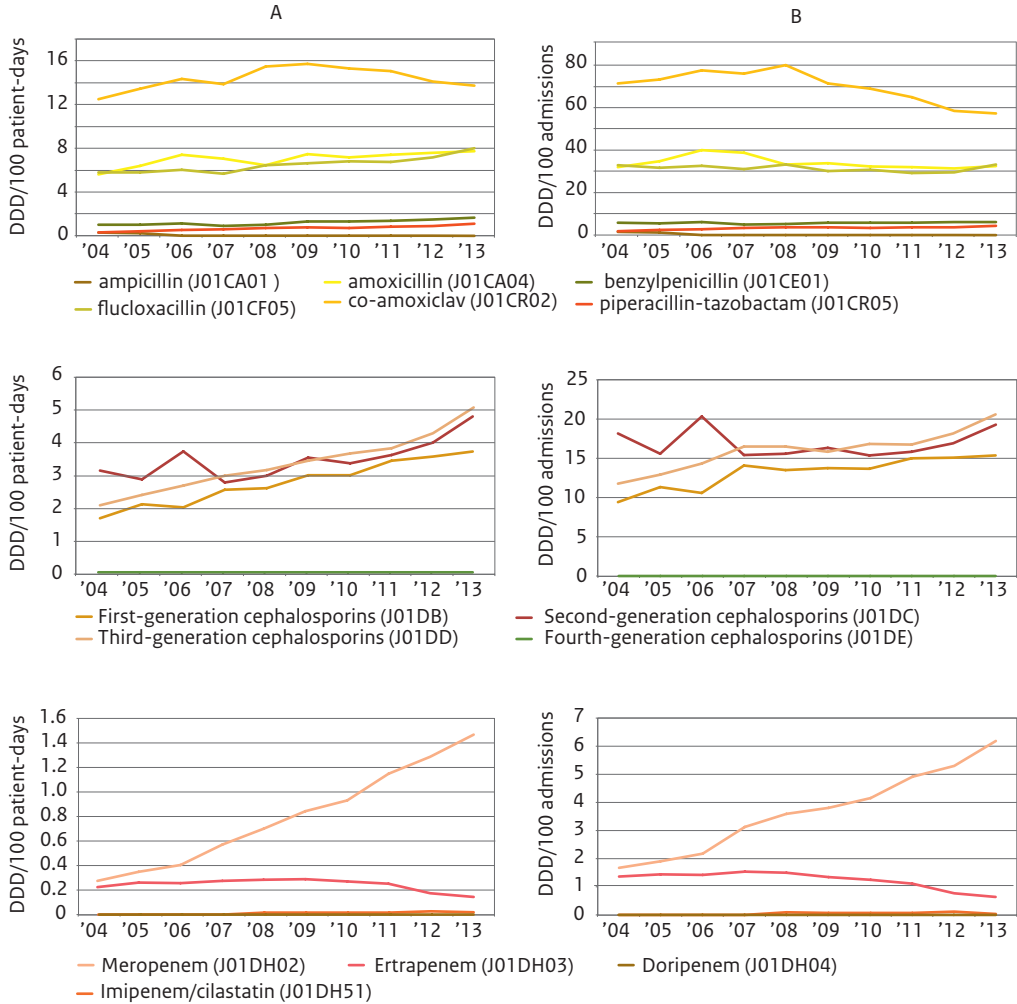 A
B
DDD/100 patient-days
16
12
8
4
0
'04 '05 '06 '07 '08 '09 '10 '11 '12 '13
DDD/100 admissions
80
60
40
20
0
'04 '05 '06 '07 '08 '09 '10 '11 '12 '13
ampicillin (J01CA01 )
amoxicillin (J01CA04)
benzylpenicillin (J01CE01)
flucloxacillin (J01CF05)
co-amoxiclav (J01CR02)
piperacillin-tazobactam (J01CR05)
DDD/100 patient-days
6
5
4
3
2
1
0
'04 '05 '06 '07 '08 '09 '10 '11 '12 '13
DDD/100 admissions
25
20
15
10
5
0
'04 '05 '06 '07 '08 '09 '10 '11 '12 '13
First-generation cephalosporins (J01DB)
Second-generation cephalosporins (J01DC)
Third-generation cephalosporins (J01DD)
Fourth-generation cephalosporins (J01DE)
DDD/100 patient-days
1.6
1.4
1.2
1.0
0.8
0.6
0.4
0.2
0
'04 '05 '06 '07 '08 '09 '10 '11 '12 '13
DDD/100 admissions
7
6
5
4
3
2
1
0
'04 '05 '06 '07 '08 '09 '10 '11 '12 '13
Meropenem (J01DH02)
Ertrapenem (J01DH03)
Doripenem (J01DH04)
Imipenem/cilastatin (J01DH51)